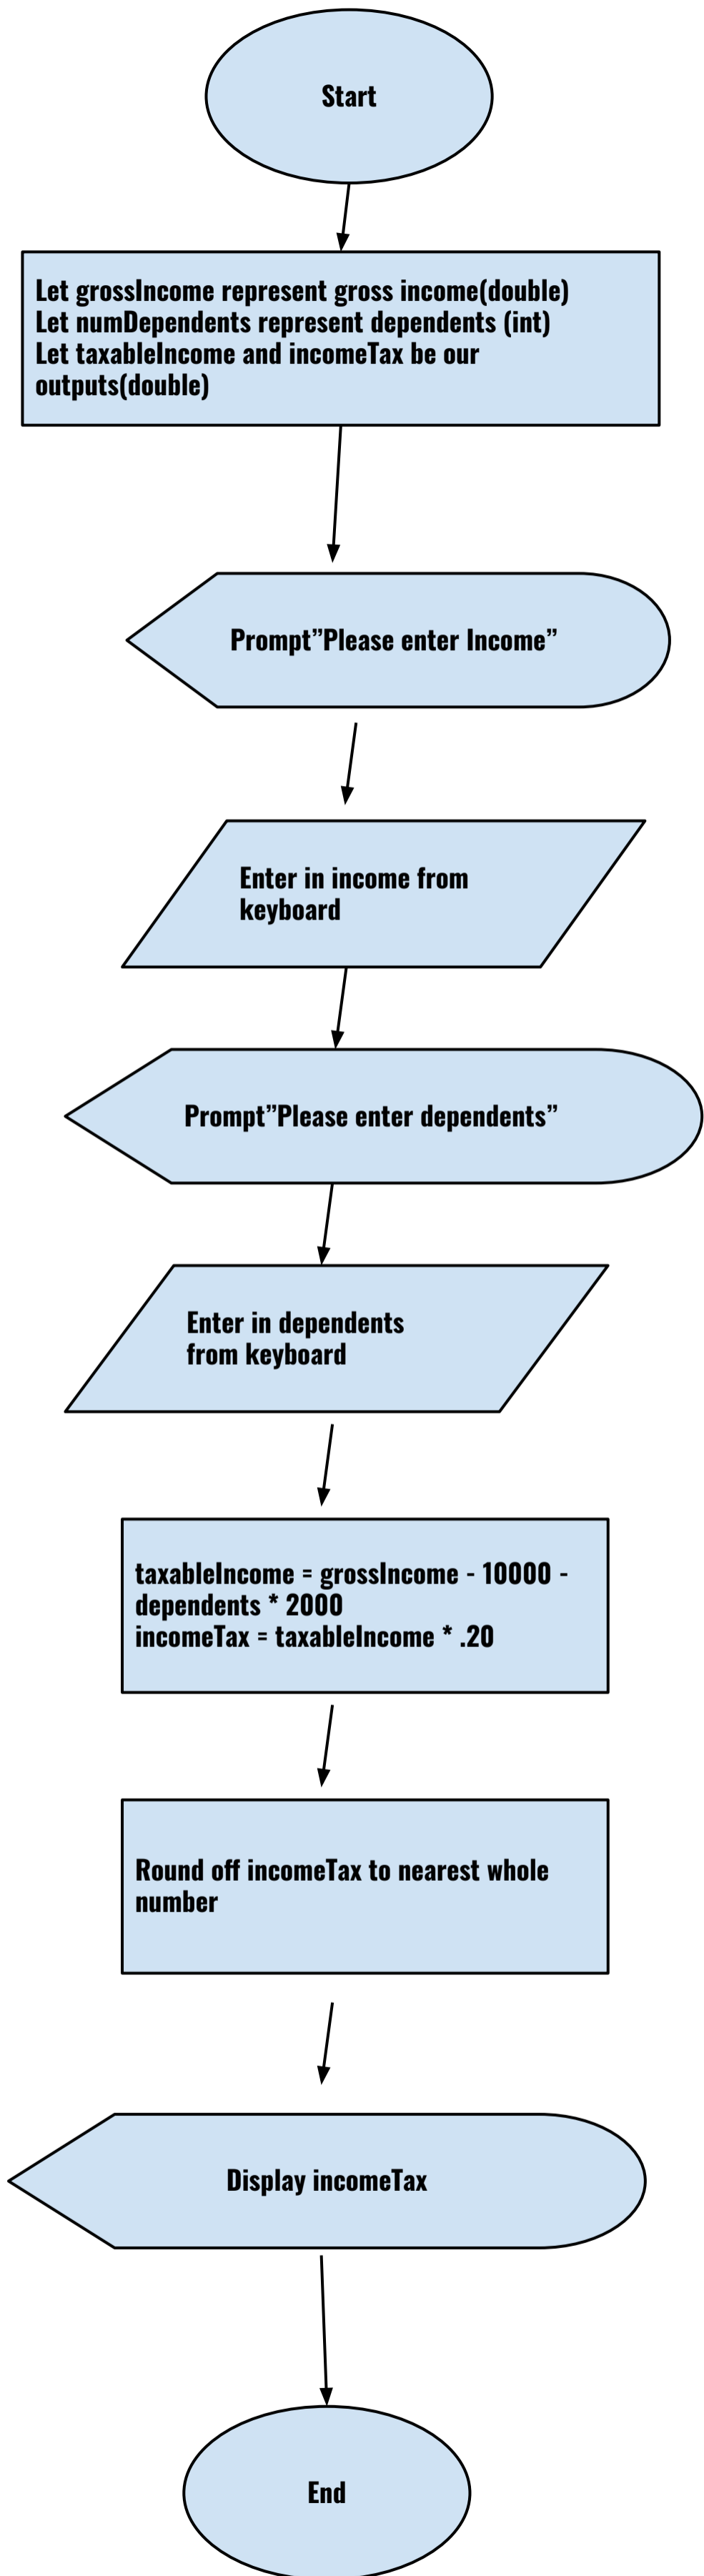 Start
Let grossIncome represent gross income(double)
Let numDependents represent dependents (int)
Let taxableIncome and incomeTax be our
outputs(double)
Prompt”Please enter Income”
Enter in income from
keyboard
Prompt”Please enter dependents”
Enter in dependents
from keyboard
taxableIncome = grossIncome - 10000 -
dependents * 2000
incomeTax = taxableIncome * .20
Round off incomeTax to nearest whole
number
Display incomeTax
End